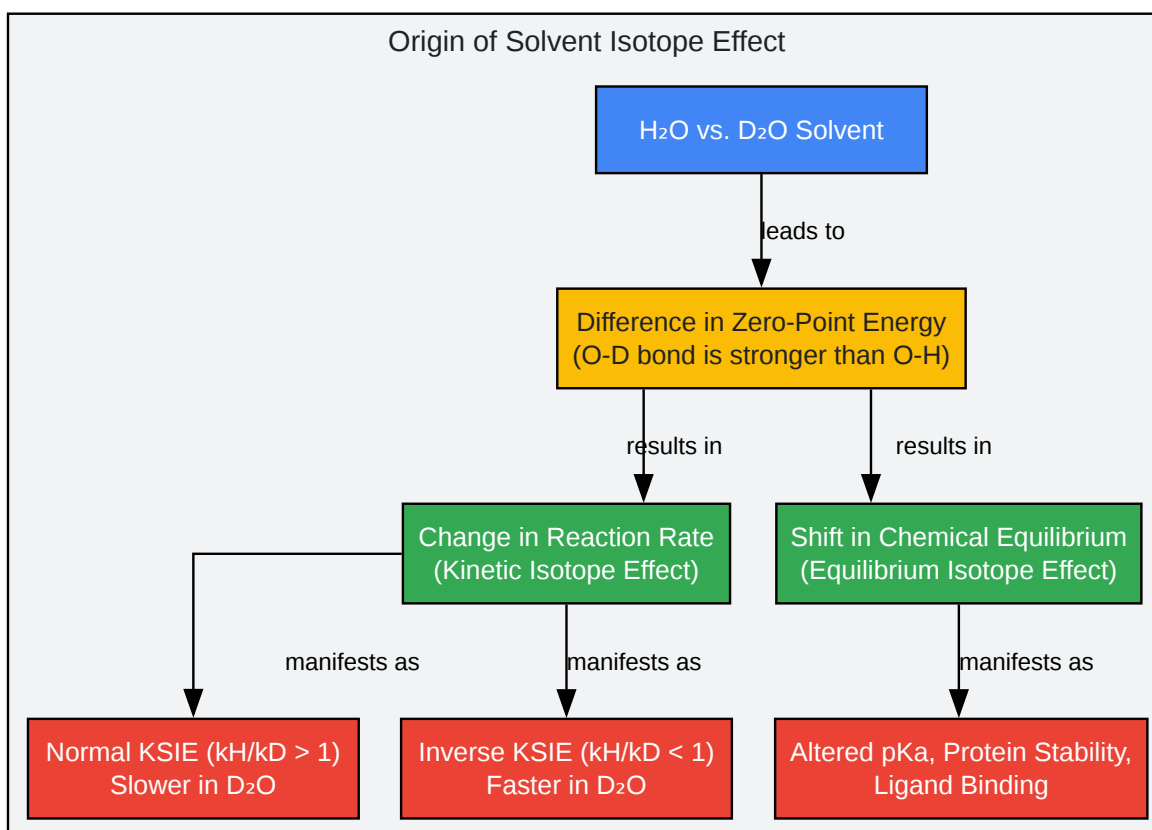 Origin of Solvent Isotope Effect
H₂O vs. D₂O Solvent
leads to
Difference in Zero-Point Energy
(O-D bond is stronger than O-H)
results in
results in
Change in Reaction Rate
(Kinetic Isotope Effect)
Shift in Chemical Equilibrium
(Equilibrium Isotope Effect)
manifests as
manifests as
manifests as
Normal KSIE (kH/kD > 1)
Slower in D₂O
Inverse KSIE (kH/kD < 1)
Faster in D₂O
Altered pKa, Protein Stability,
Ligand Binding